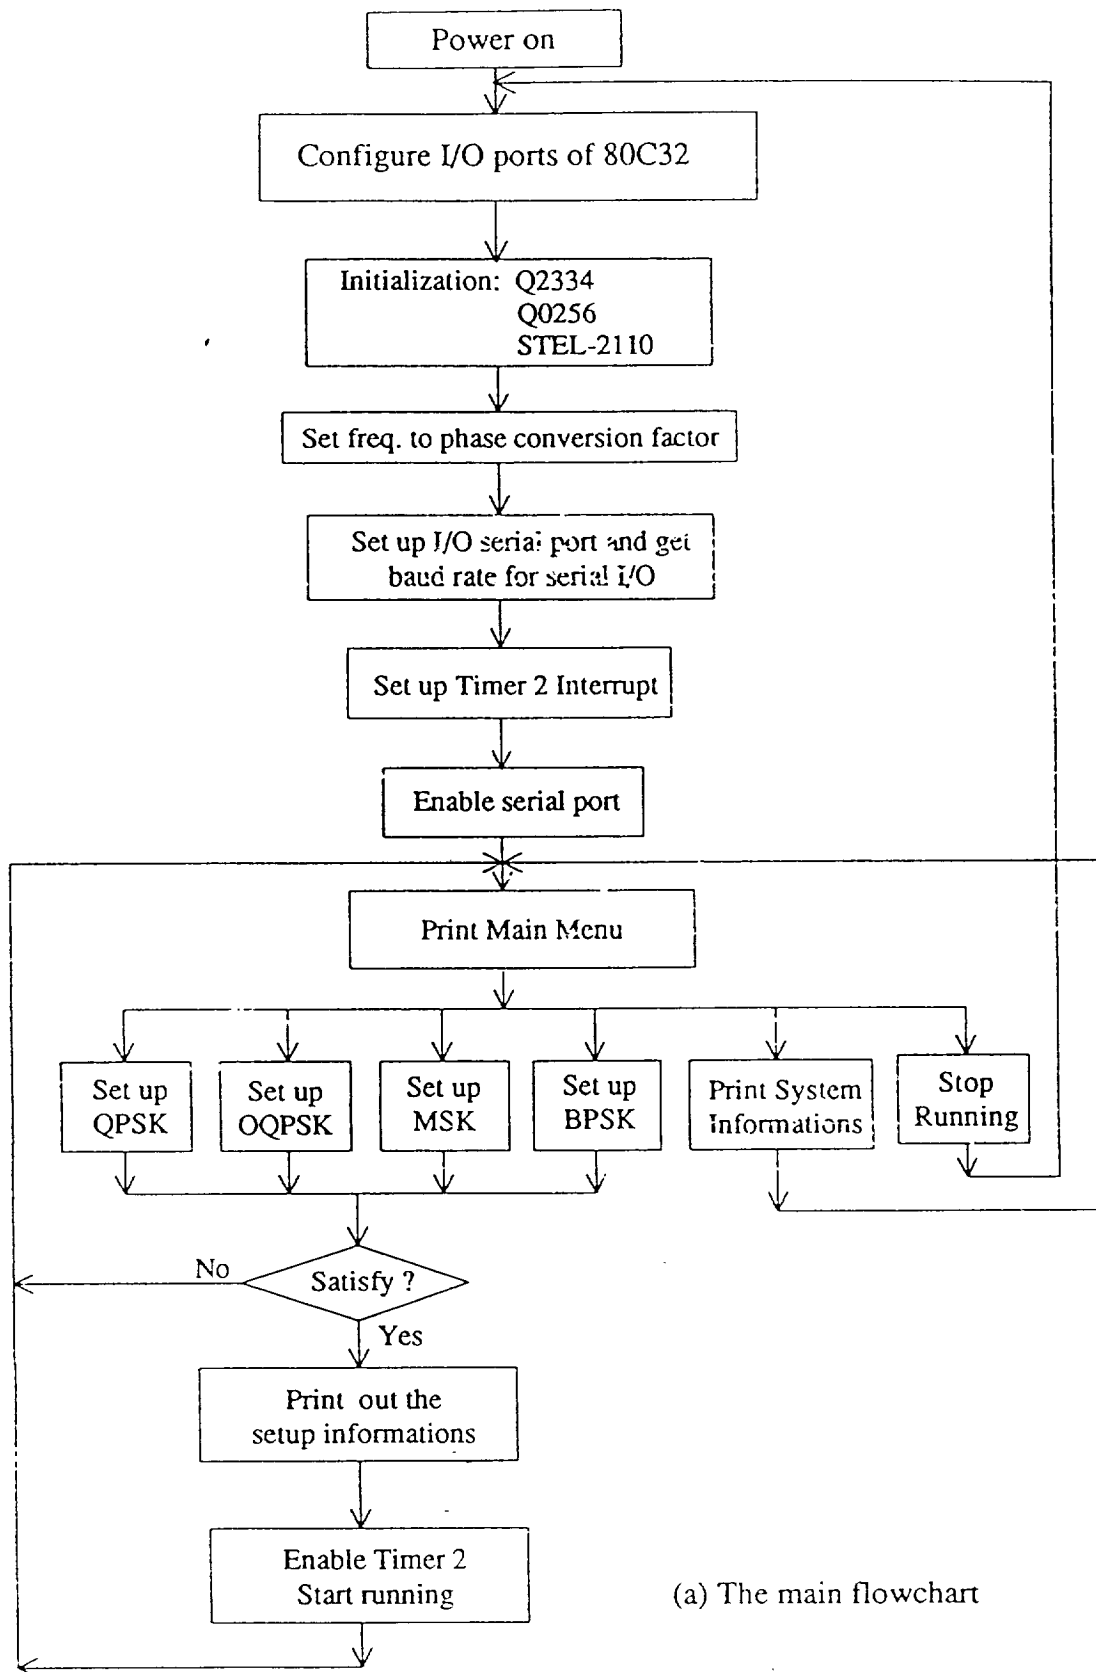 Power on
Configure I/O ports of 80C32
Initialization: Q2334
Q0256
STEL-2110
Set freq. to phase conversion factor
Set up I/O serial port and get
baud rate for serial I/O
Set up Timer 2 Interrupt
Enable serial port
Print Main Menu
Set up
QPSK
Set up
OQPSK
Set up
MSK
Set up
BPSK
Print System
Informations
Stop
Running
No
Satisfy ?
Yes
Print out the
setup informations
Enable Timer 2
Start running
(a) The main flowchart